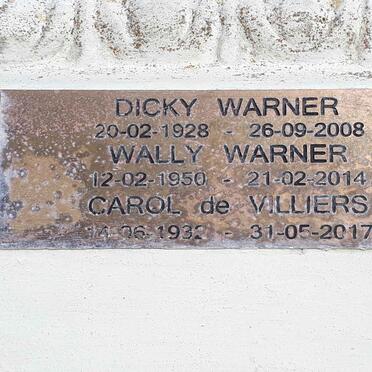 DICKY WARNER
20-02-1928 - 26-09-2008
WALLY WARNER
12-02-1950 - 21-02-2014
CAROL de VILLIERS
14-06-1932 - 31-05-2017